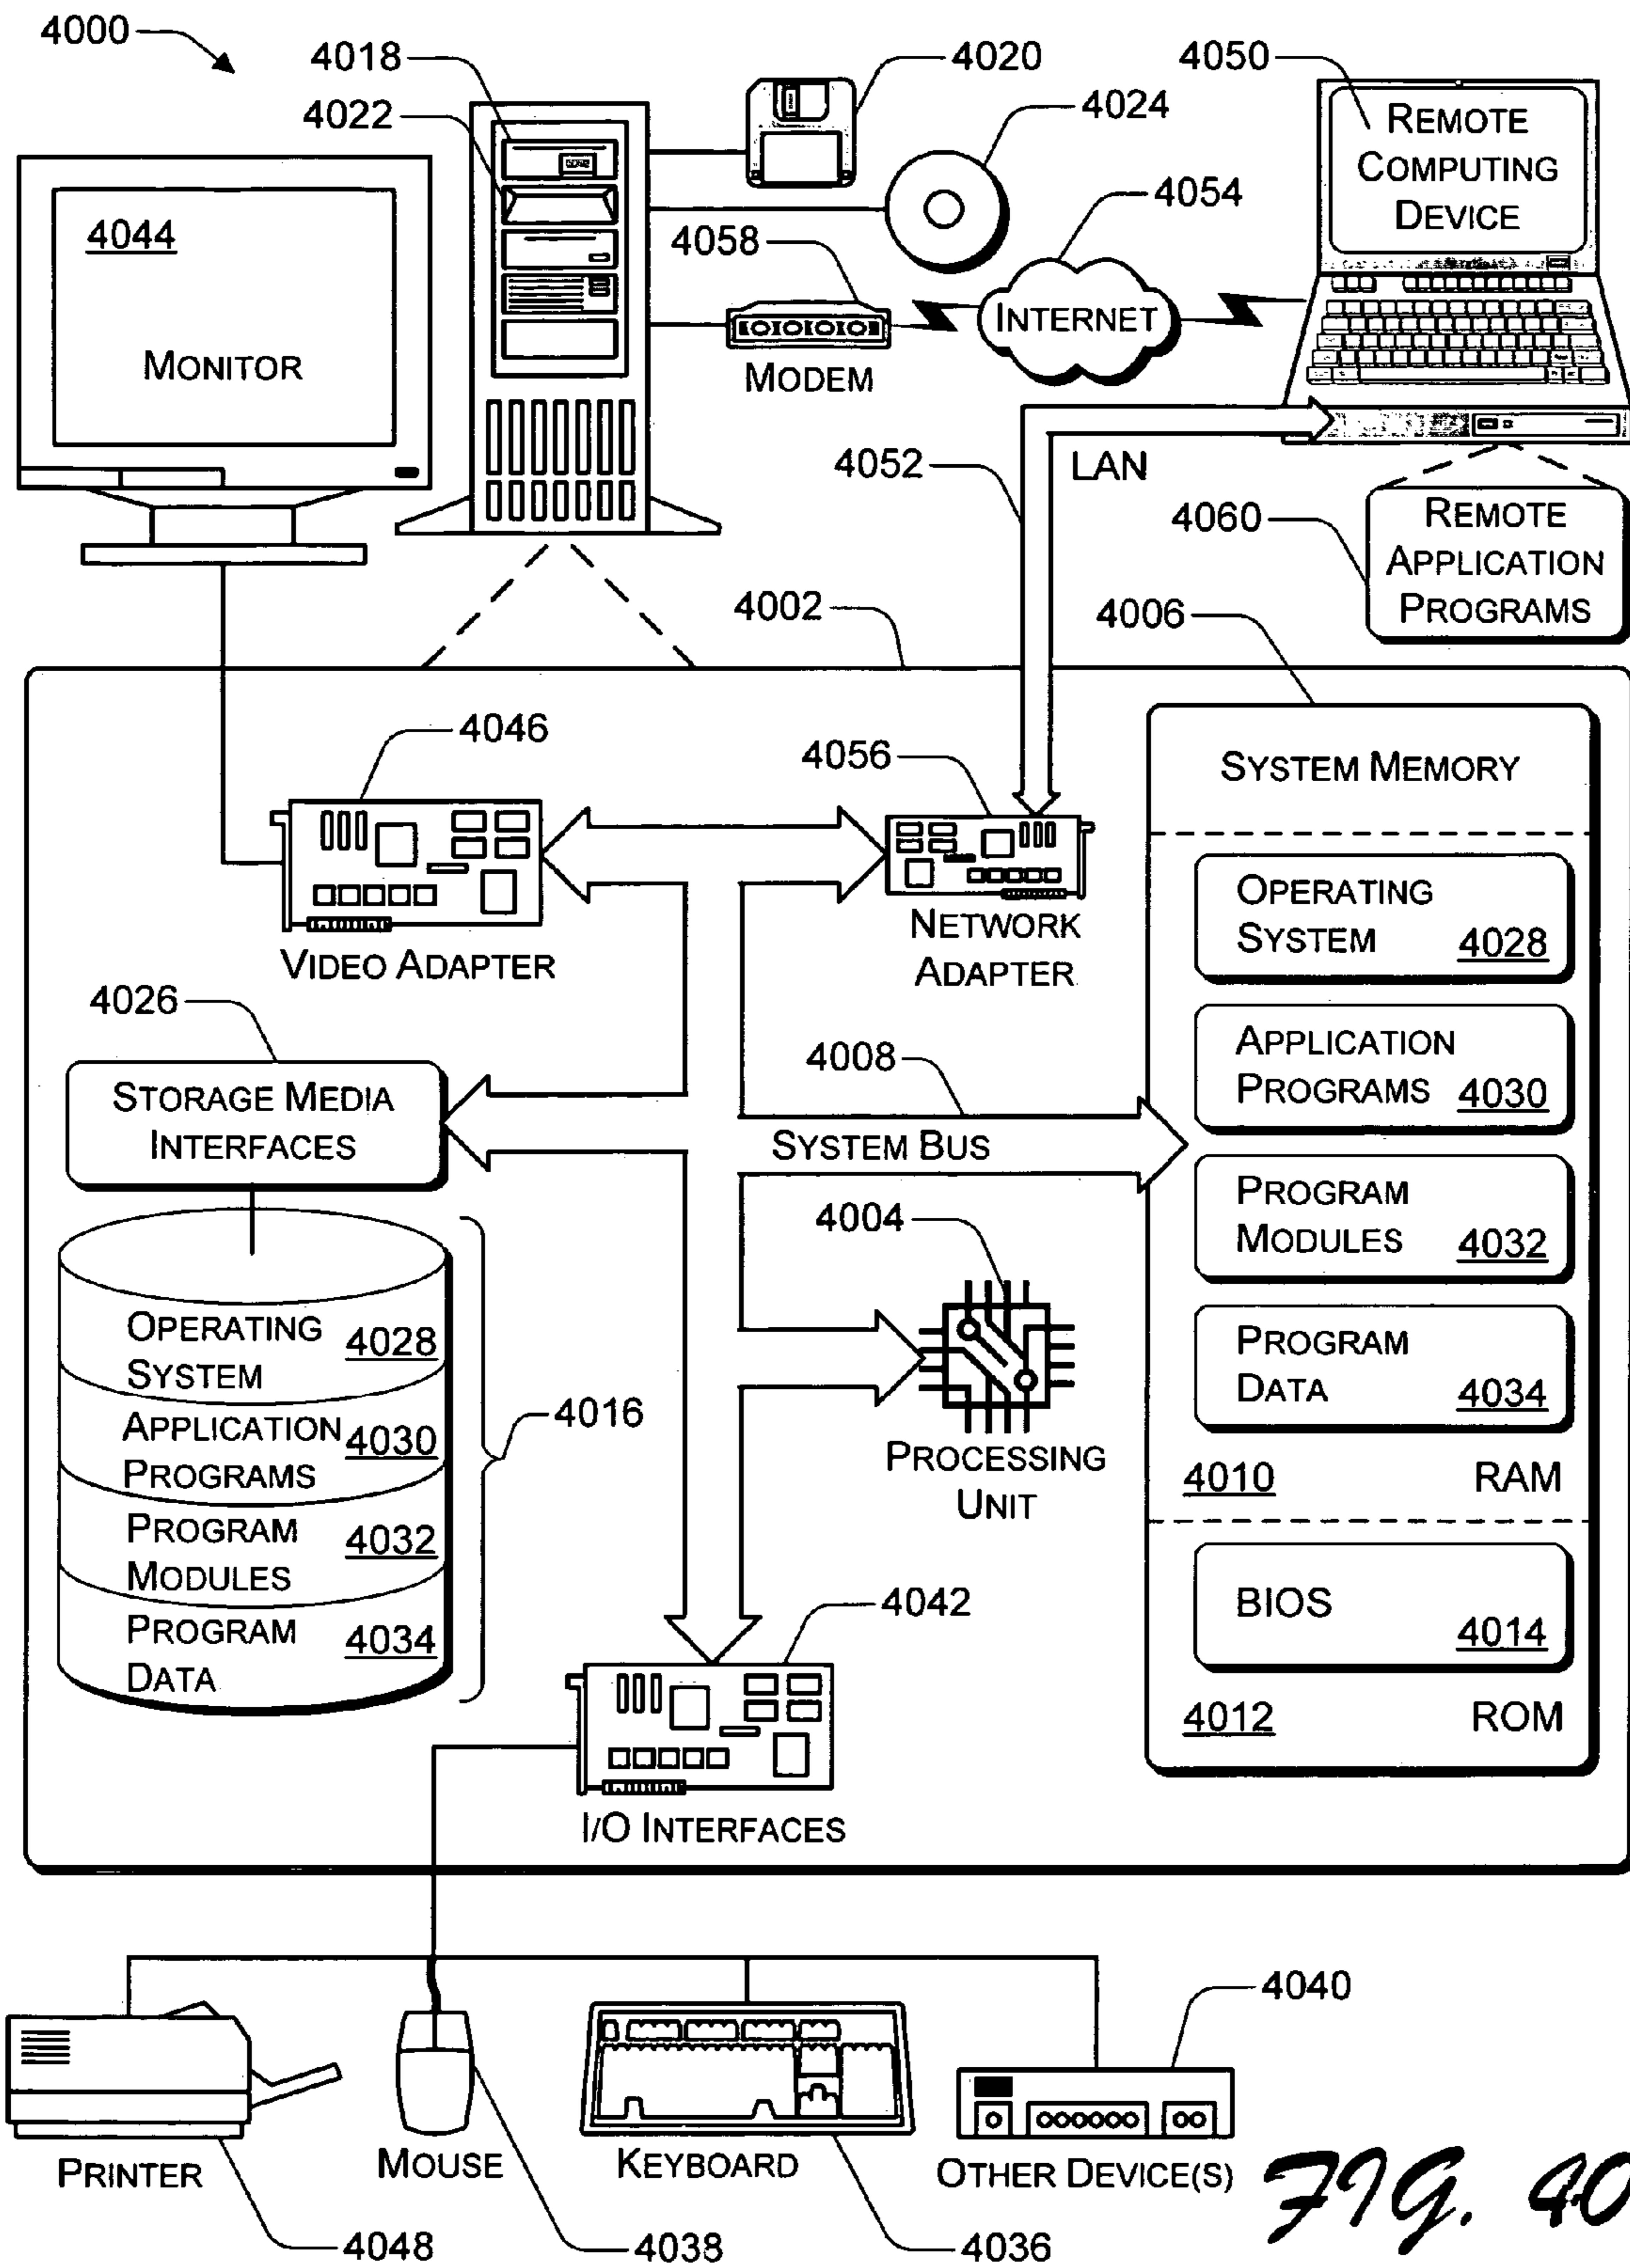 4000
4018
4020
4050
4022
4024
REMOTE
COMPUTING
DEVICE
4054
4044
4058
INTERNET
MONITOR
MODEM
4052
LAN
4060
REMOTE
APPLICATION
PROGRAMS
4002
4006
4046
4056
SYSTEM MEMORY
OPERATING
SYSTEM 4028
VIDEO ADAPTER
NETWORK
ADAPTER
4026
APPLICATION
PROGRAMS 4030
4008
STORAGE MEDIA
INTERFACES
SYSTEM BUS
PROGRAM
MODULES 4032
4004
OPERATING
SYSTEM 4028
PROGRAM
DATA 4034
APPLICATION
PROGRAMS 4030
4016
PROCESSING
UNIT
4010 RAM
PROGRAM
MODULES 4032
BIOS
4014
4042
PROGRAM
DATA 4034
4012 ROM
I/O INTERFACES
4040
PRINTER
MOUSE
KEYBOARD
OTHER DEVICE(S)
4048
4038
4036
FIG. 40